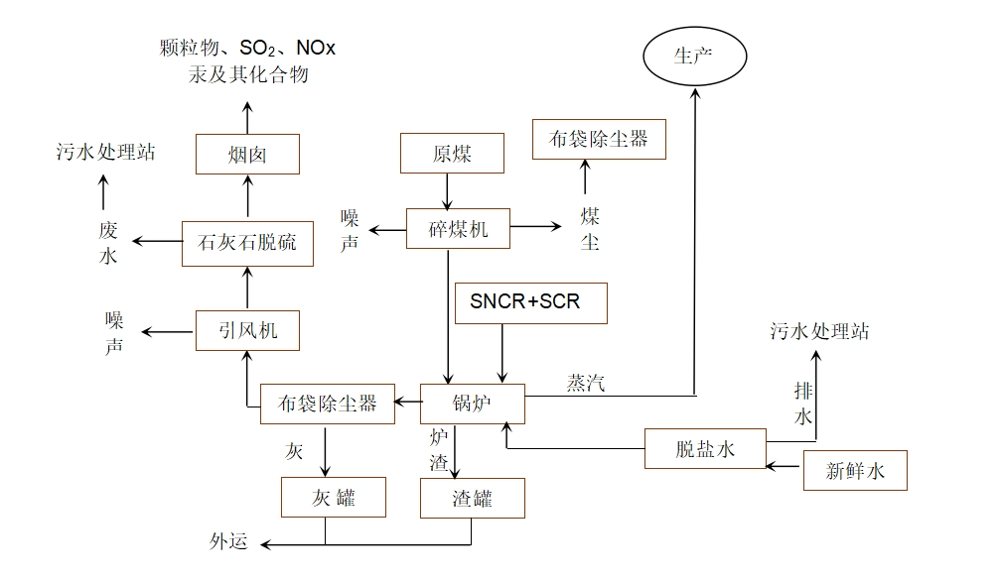 颗粒物、SO₂、NOx
汞及其化合物
生产
污水处理站
烟囱
原煤
布袋除尘器
废水
石灰石脱硫
噪声
碎煤机
煤尘
SNCR+SCR
噪声
引风机
污水处理站
蒸汽
排水
布袋除尘器
锅炉
灰
炉渣
脱盐水
新鲜水
灰罐
渣罐
外运